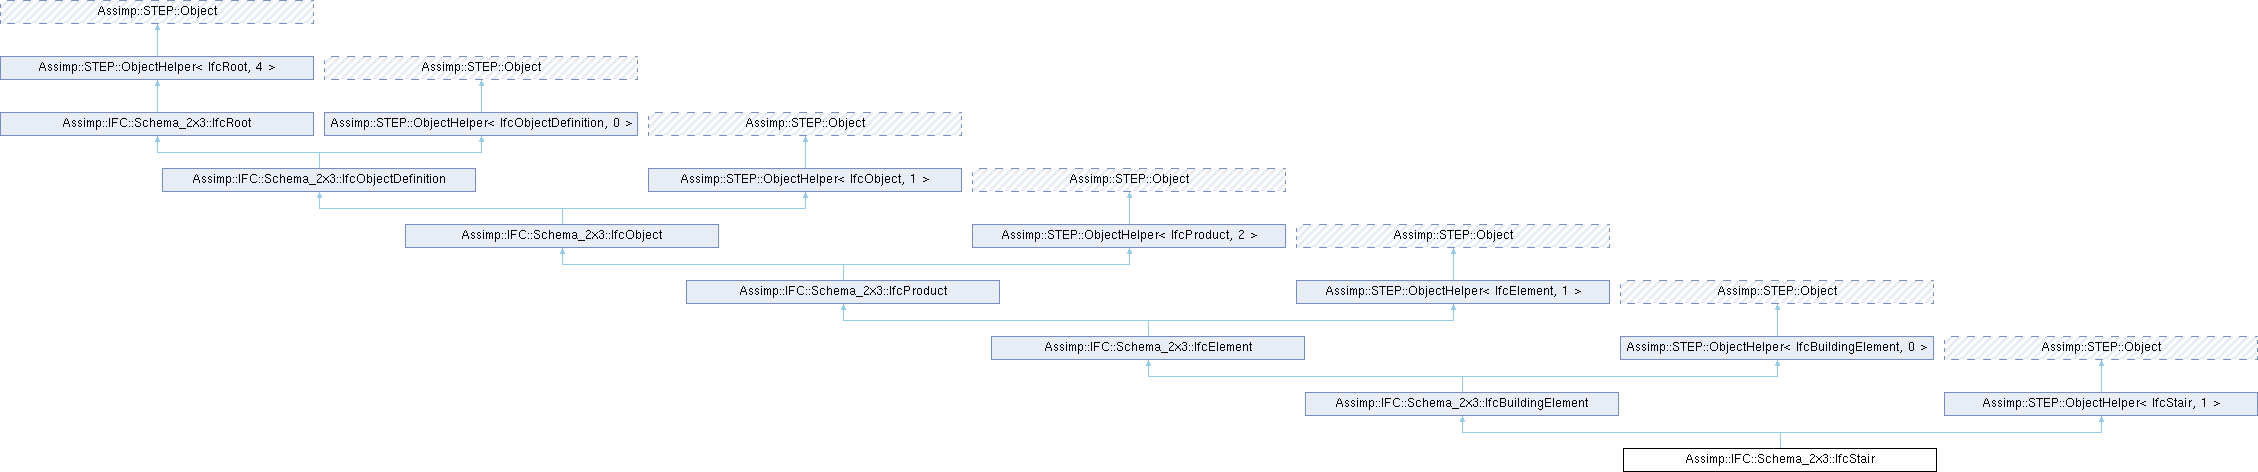 Assimp::STEP::Object
Assimp::STEP::ObjectHelper< IfcRoot, 4 >
Assimp::STEP::Object
Assimp::IFC::Schema_2x3::IfcRoot
Assimp::STEP::ObjectHelper< IfcObjectDefinition, 0 >
Assimp::STEP::Object
Assimp::IFC::Schema_2x3::IfcObjectDefinition
Assimp::STEP::ObjectHelper< IfcObject, 1 >
Assimp::STEP::Object
Assimp::IFC::Schema_2x3::IfcObject
Assimp::STEP::ObjectHelper< IfcProduct, 2 >
Assimp::STEP::Object
Assimp::IFC::Schema_2x3::IfcProduct
Assimp::STEP::ObjectHelper< IfcElement, 1 >
Assimp::STEP::Object
Assimp::IFC::Schema_2x3::IfcElement
Assimp::STEP::ObjectHelper< IfcBuildingElement, 0 >
Assimp::STEP::Object
Assimp::IFC::Schema_2x3::IfcBuildingElement
Assimp::STEP::ObjectHelper< IfcStair, 1 >
Assimp::IFC::Schema_2x3::IfcStair